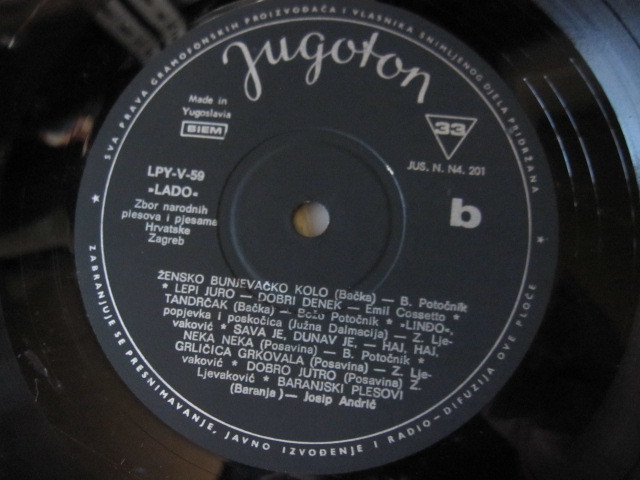 SVA PRAVA GRAMOFONSKIH PROIZVOĐAČA I VLASNIKA SNIMLJENOG DJELA PRIDRŽANA
Jugoton
Made in
Yugoslavia
BIEM
33
JUS. N. N4. 201
LPY-V-59
»LADO«
Zbor narodnih
plesova i pjesama
Hrvatske
Zagreb
b
ŽENSKO BUNJEVAČKO KOLO (Bačka) — B. Potočnik
* LEPI JURO — DOBRI DENEK — Emil Cossetto *
TANDRČAK (Bačka) — Božo Potočnik * »LINĐO«,
popjevka i poskočica (Južna Dalmacija) — Z. Lje-
vaković * SAVA JE, DUNAV JE, — HAJ, HAJ,
NEKA NEKA (Posavina) — B. Potočnik *
GRLIČICA GRKOVALA (Posavina) — Z. Lje-
vaković * DOBRO JUTRO (Posavina) Z.
Ljevaković * BARANJSKI PLESOVI
(Baranja) — Josip Andrić
ZABRANJUJE SE PRESNIMAVANJE, JAVNO IZVOĐENJE I RADIO-DIFUZIJA OVE PLOČE